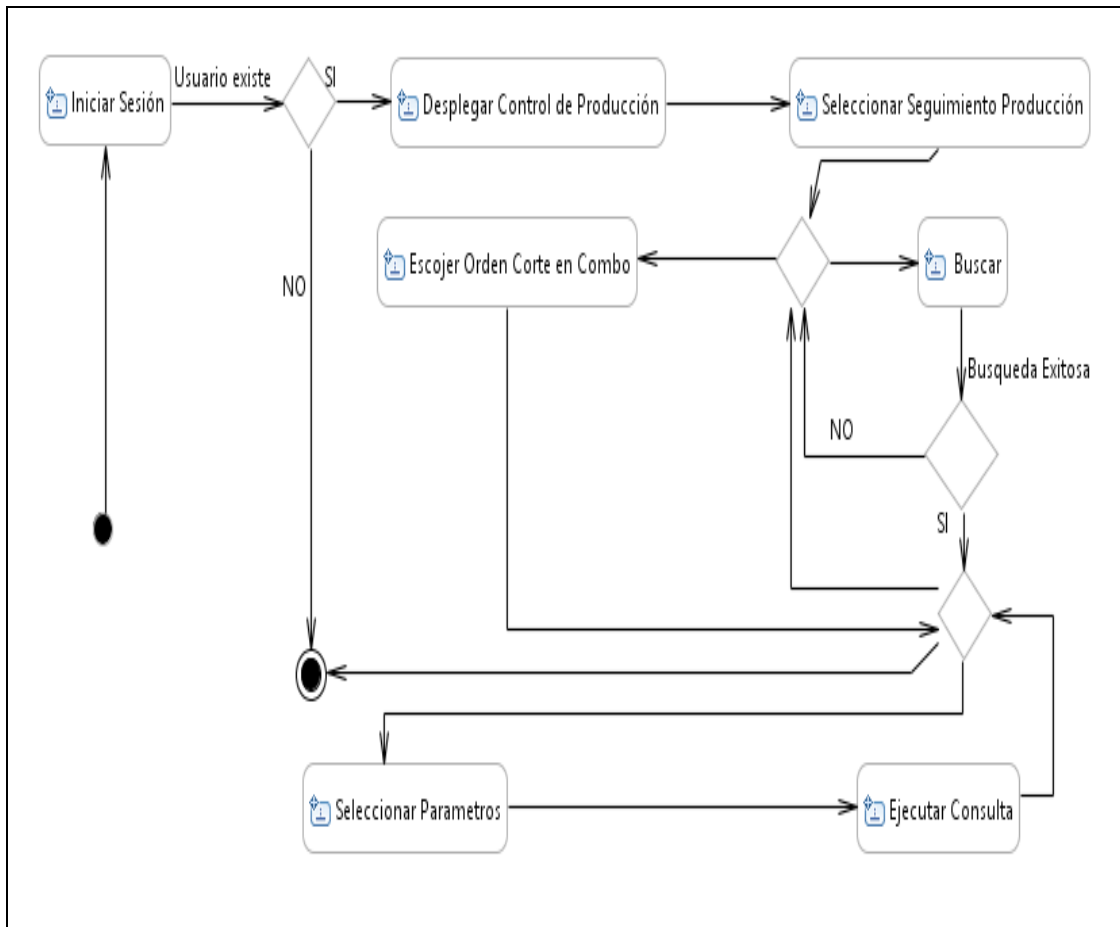 Iniciar Sesión
Usuario existe
SI
Desplegar Control de Producción
Seleccionar Seguimiento Producción
NO
Escojer Orden Corte en Combo
Buscar
Busqueda Exitosa
NO
SI
Seleccionar Parametros
Ejecutar Consulta